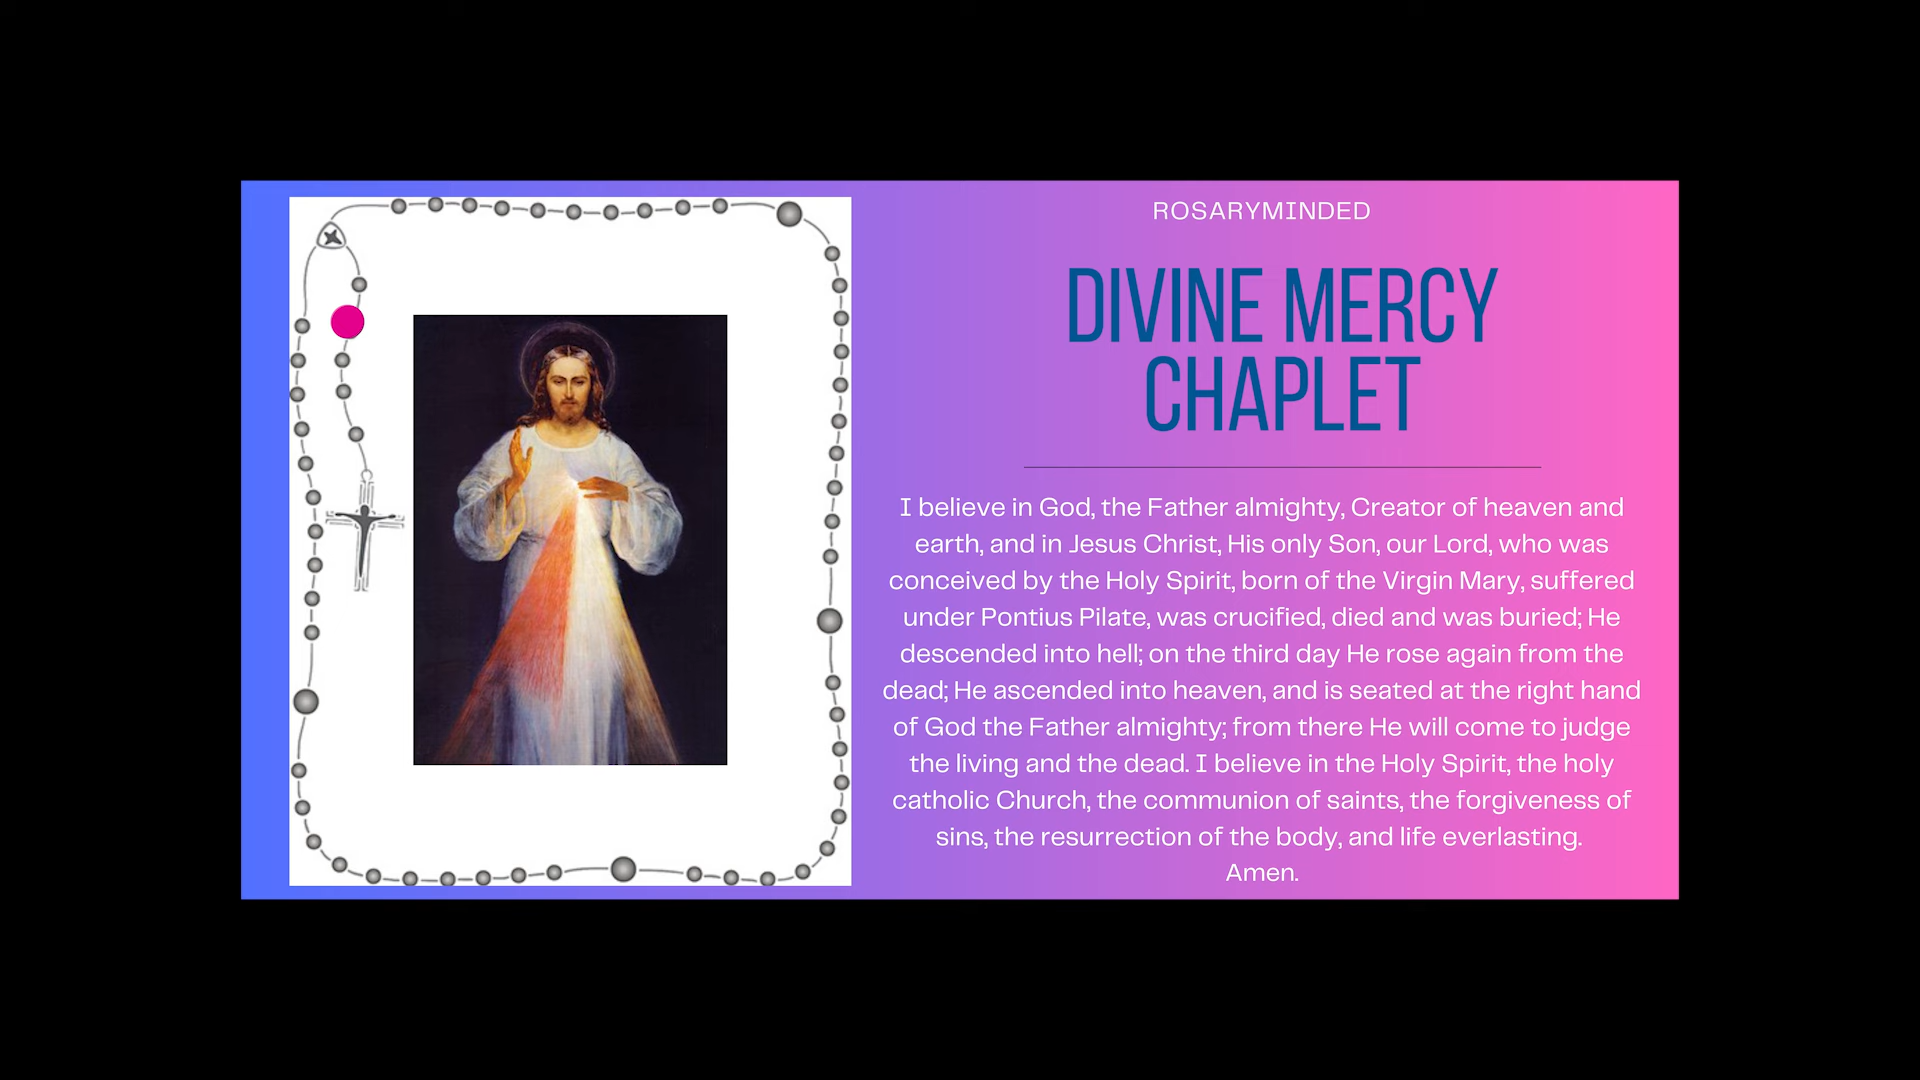 ROSARYMINDED
DIVINE MERCY
CHAPLET
I believe in God, the Father almighty, Creator of heaven and
earth, and in Jesus Christ, His only Son, our Lord, who was
conceived by the Holy Spirit, born of the Virgin Mary, suffered
under Pontius Pilate, was crucified, died and was buried; He
descended into hell; on the third day He rose again from the
dead; He ascended into heaven, and is seated at the right hand
of God the Father almighty; from there He will come to judge
the living and the dead. I believe in the Holy Spirit, the holy
catholic Church, the communion of saints, the forgiveness of
sins, the resurrection of the body, and life everlasting.
Amen.